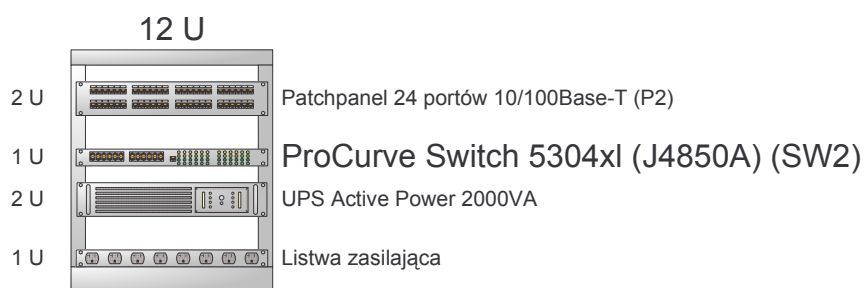 12 U
2 U Patchpanel 24 portów 10/100Base-T (P2)
1 U ProCurve Switch 5304xl (J4850A) (SW2)
2 U UPS Active Power 2000VA
1 U Listwa zasilająca